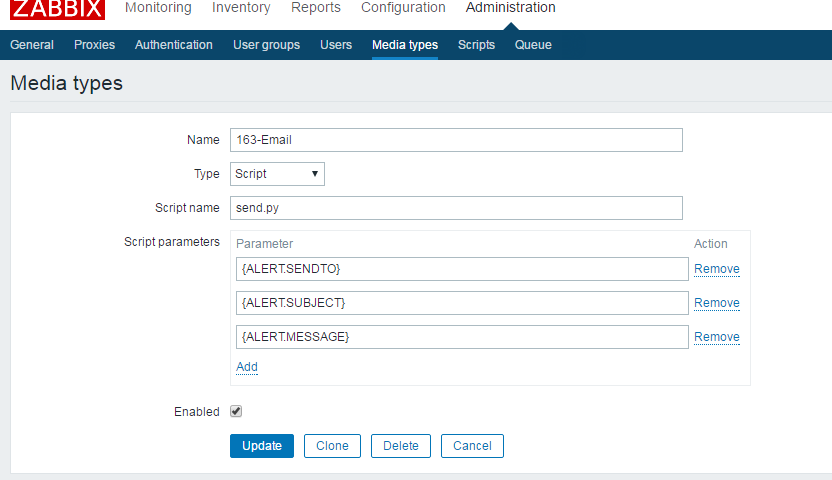 ZABBIX Monitoring Inventory Reports Configuration Administration
General Proxies Authentication User groups Users Media types Scripts Queue
Media types
Name 163-Email
Type Script
Script name send.py
Script parameters Parameter Action
{ALERT.SENDTO} Remove
{ALERT.SUBJECT} Remove
{ALERT.MESSAGE} Remove
Add
Enabled
Update Clone Delete Cancel